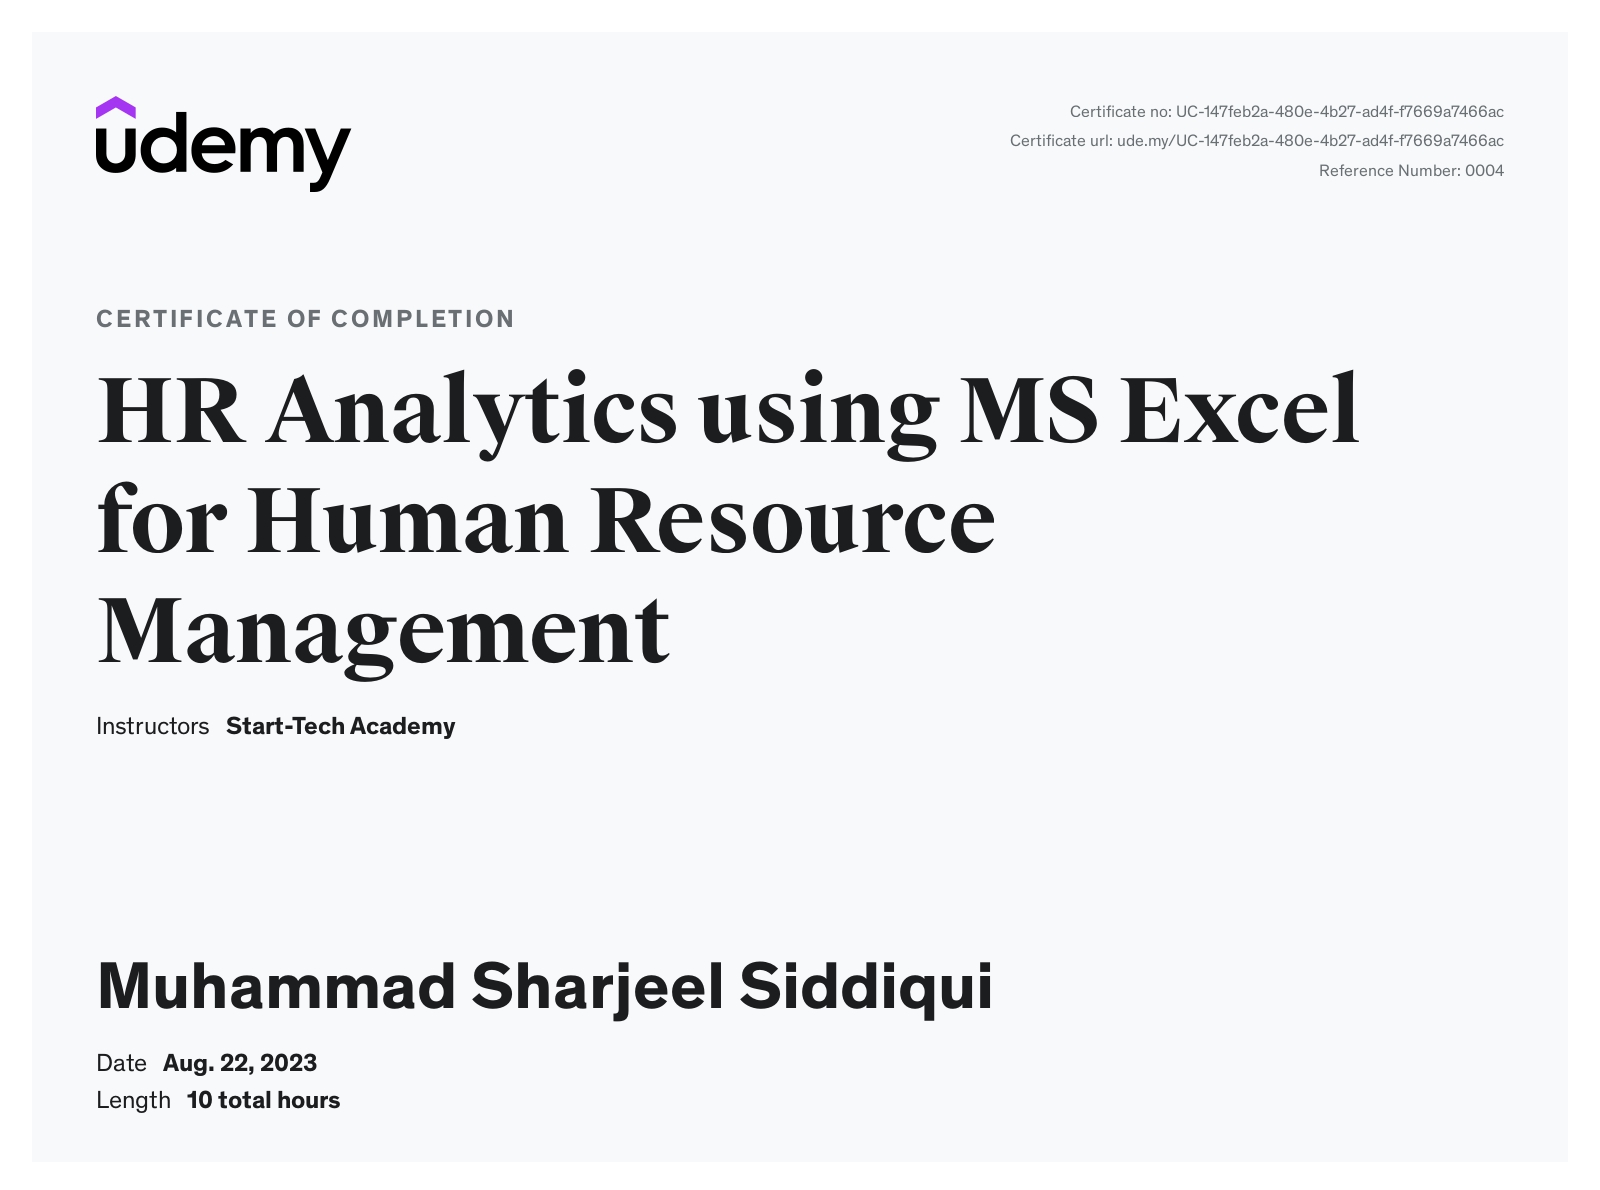 udemy
Certificate no: UC-147feb2a-480e-4b27-ad4f-f7669a7466ac
Certificate url: ude.my/UC-147feb2a-480e-4b27-ad4f-f7669a7466ac
Reference Number: 0004
CERTIFICATE OF COMPLETION
HR Analytics using MS Excel
for Human Resource
Management
Instructors Start-Tech Academy
Muhammad Sharjeel Siddiqui
Date Aug. 22, 2023
Length 10 total hours